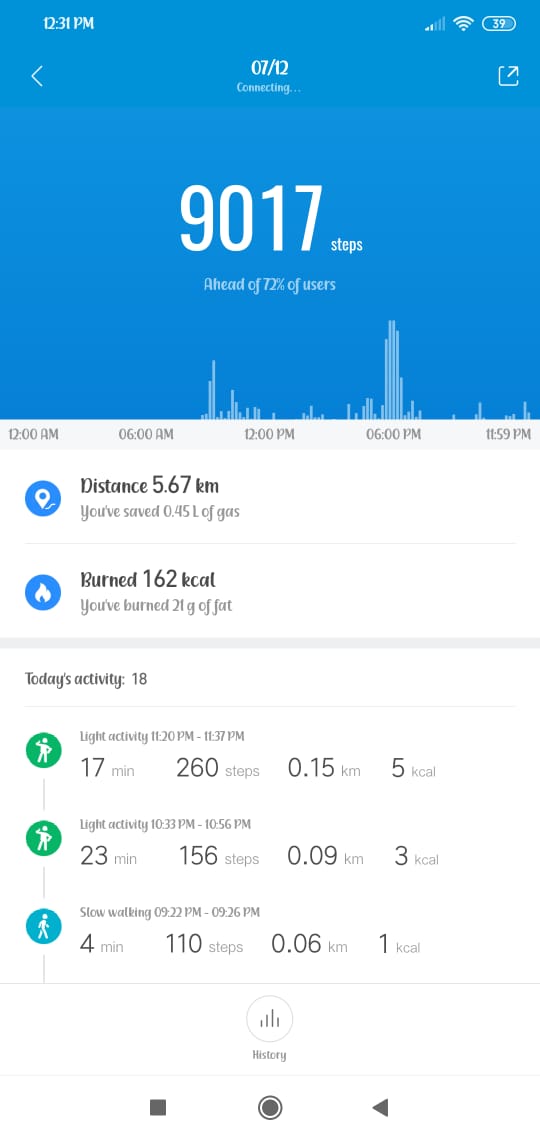 12:31 PM
39
07/12
Connecting...
9017 steps
Ahead of 72% of users
12:00 AM 06:00 AM 12:00 PM 06:00 PM 11:59 PM
Distance 5.67 km
You've saved 0.45 L of gas
Burned 162 kcal
You've burned 21 g of fat
Today's activity: 18
Light activity 11:20 PM - 11:37 PM
17 min 260 steps 0.15 km 5 kcal
Light activity 10:33 PM - 10:56 PM
23 min 156 steps 0.09 km 3 kcal
Slow walking 09:22 PM - 09:26 PM
4 min 110 steps 0.06 km 1 kcal
History